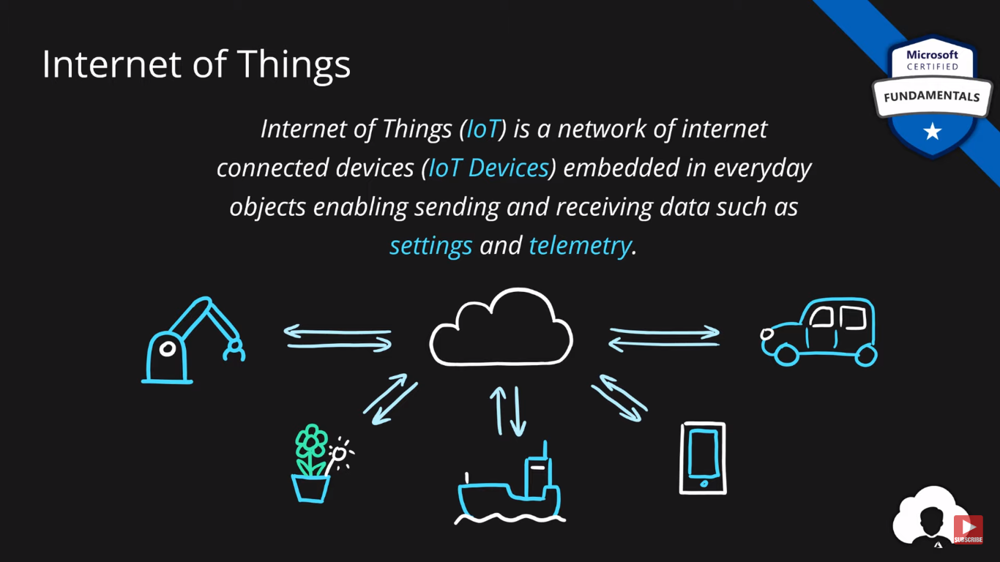 Internet of Things
Microsoft
CERTIFIED
FUNDAMENTALS
Internet of Things (IoT) is a network of internet
connected devices (IoT Devices) embedded in everyday
objects enabling sending and receiving data such as
settings and telemetry.
SUBSCRIBE